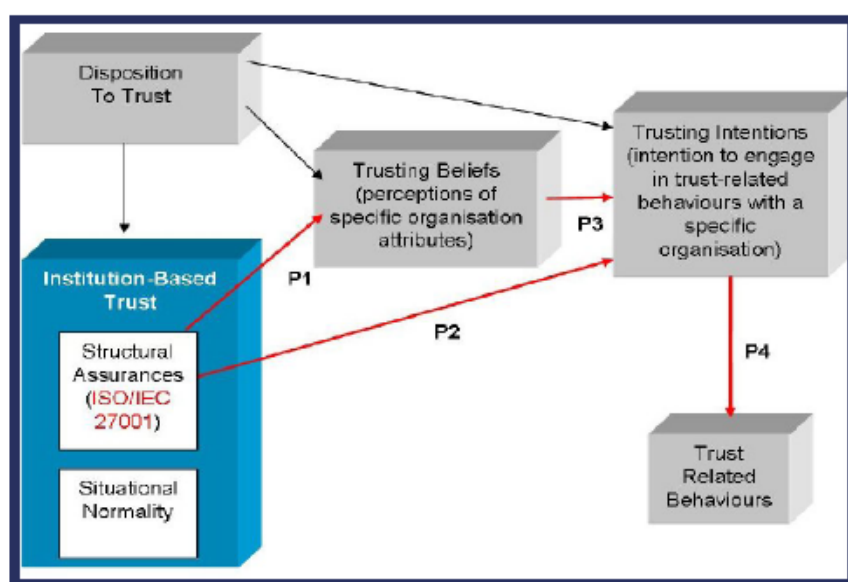 Disposition
To Trust
Trusting Beliefs
(perceptions of
specific organisation
attributes)
Trusting Intentions
(intention to engage
in trust-related
behaviours with a
specific
organisation)
P3
Institution-Based
Trust
P1
Structural
Assurances
(ISO/IEC
27001)
P2
P4
Situational
Normality
Trust
Related
Behaviours